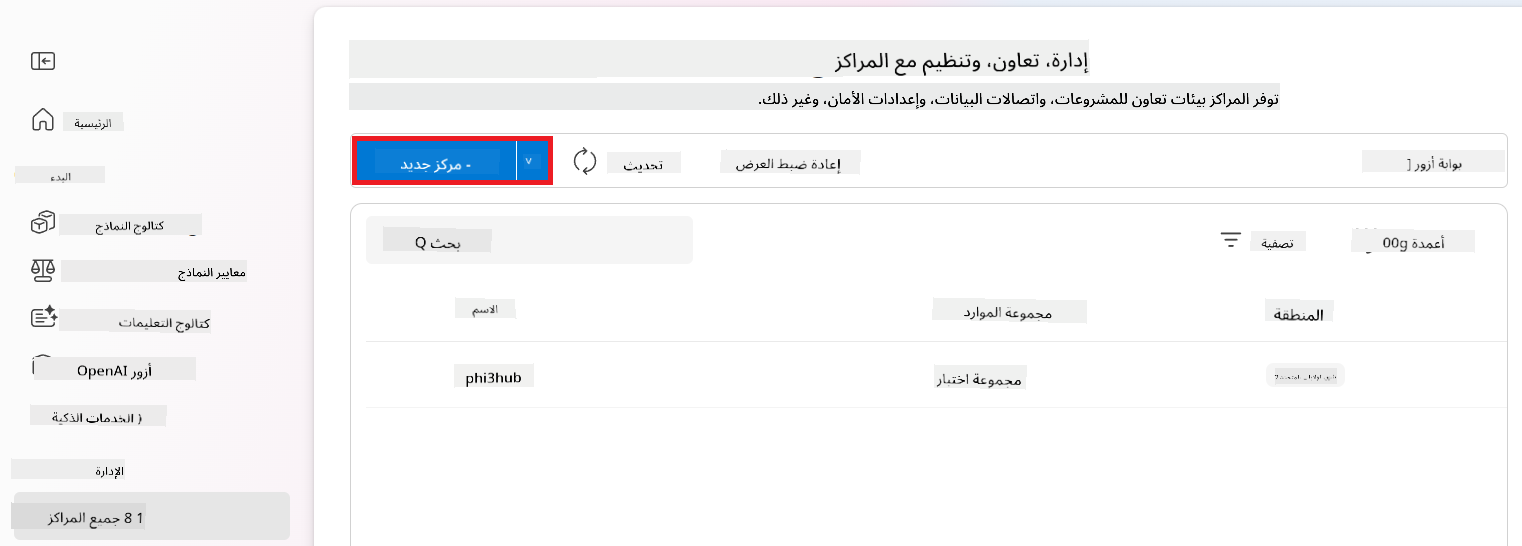 إدارة، تعاون، وتنظيم مع المراكز
توفر المراكز بيئات تعاون للمشروعات، واتصالات البيانات، وإعدادات الأمان، وغير ذلك.
الرئيسية
البدء
كتالوج النماذج
معايير النماذج
كتالوج التعليمات
أزور OpenAI
( الخدمات الذكية
الإدارة
1 8 جميع المراكز
- مركز جديد
تحديث
إعادة ضبط العرض
بوابة أزور [
بحث Q
تصفية
أعمدة 00g
الاسم
مجموعة الموارد
المنطقة
phi3hub
مجموعة اختبار